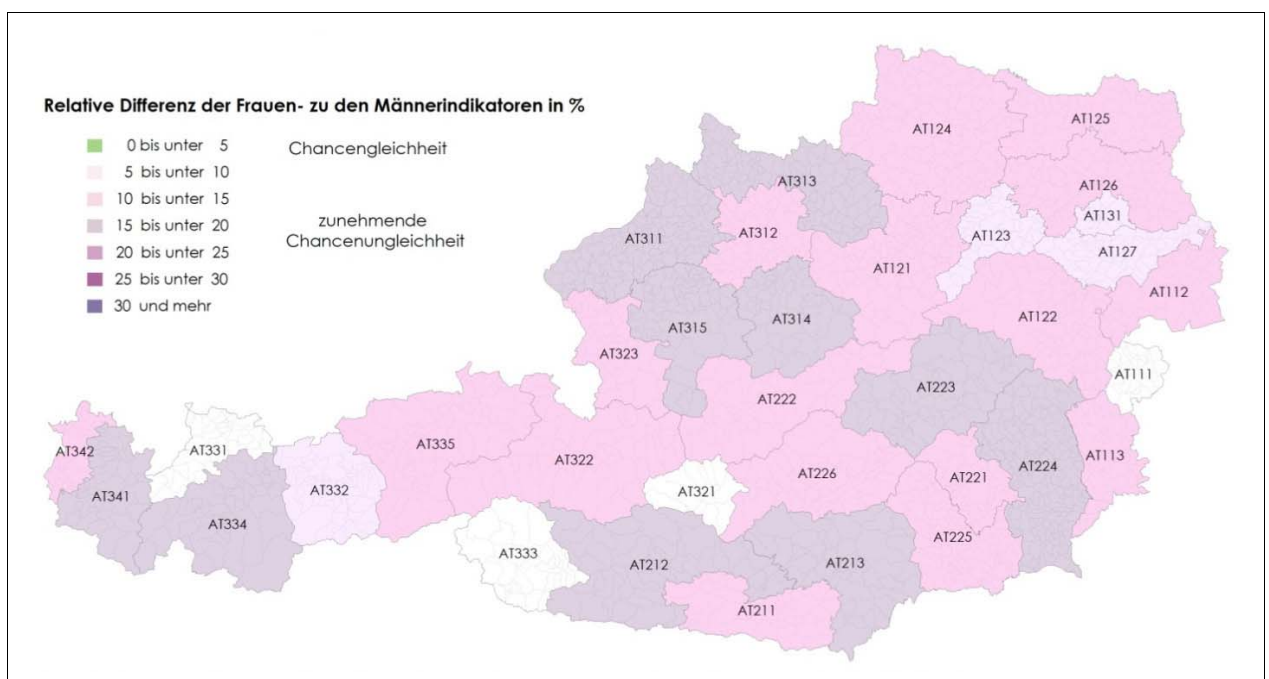 Relative Differenz der Frauen- zu den Männerindikatoren in %
0 bis unter 5
Chancengleichheit
5 bis unter 10
10 bis unter 15
15 bis unter 20
zunehmende
Chancenungleichheit
20 bis unter 25
25 bis unter 30
30 und mehr
AT124
AT125
AT313
AT126
AT131
AT312
AT123
AT311
AT127
AT121
AT112
AT122
AT314
AT315
AT323
AT111
AT223
AT222
AT335
AT331
AT342
AT113
AT322
AT224
AT226
AT221
AT332
AT321
AT341
AT334
AT225
AT333
AT212
AT213
AT211